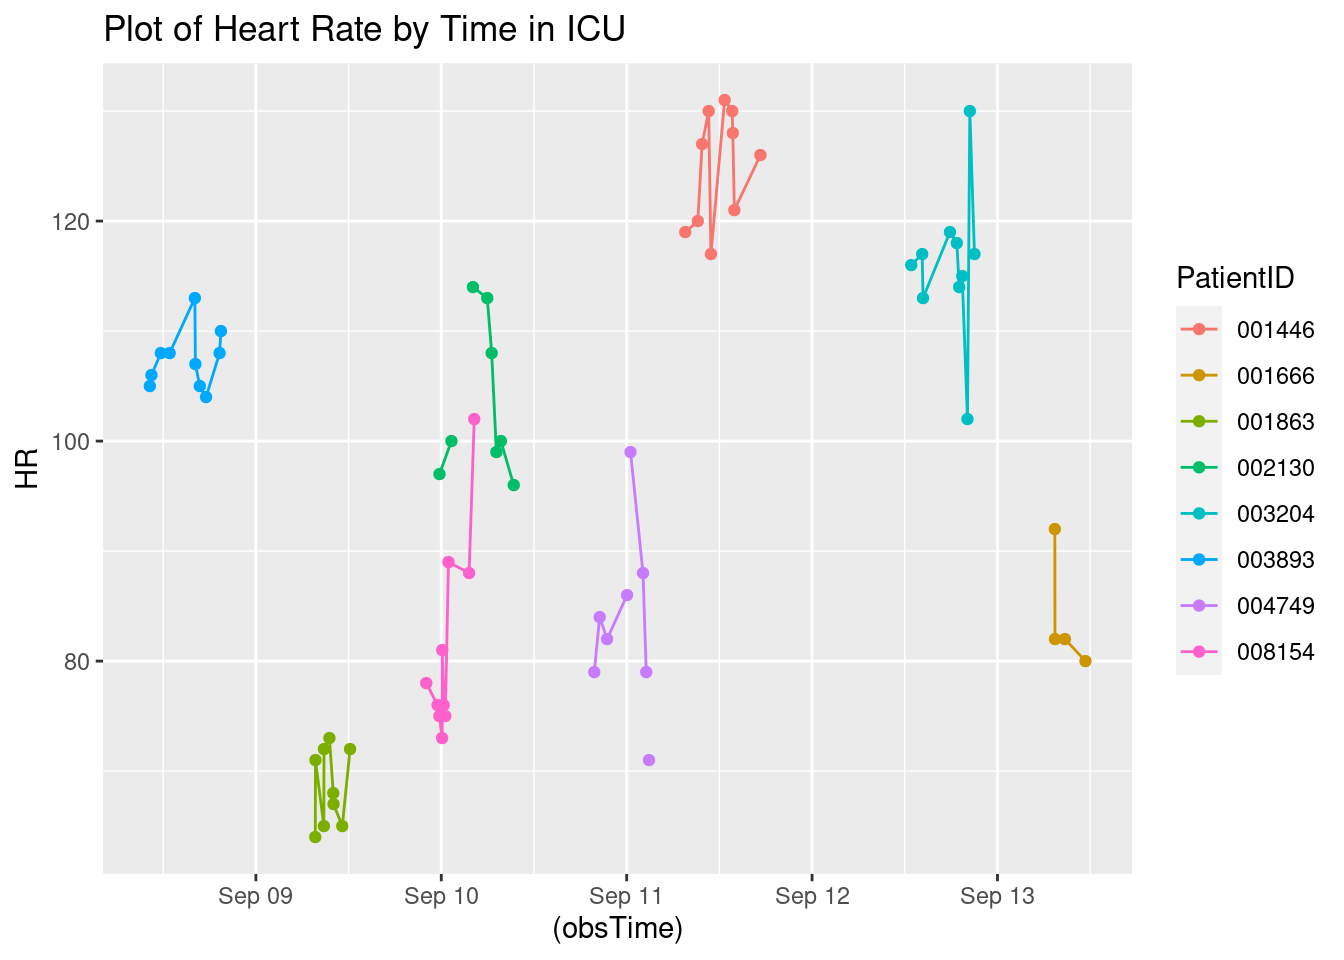 Plot of Heart Rate by Time in ICU
HR
120
100
80
Sep 09 Sep 10 Sep 11 Sep 12 Sep 13
(obsTime)
PatientID
001446
001666
001863
002130
003204
003893
004749
008154